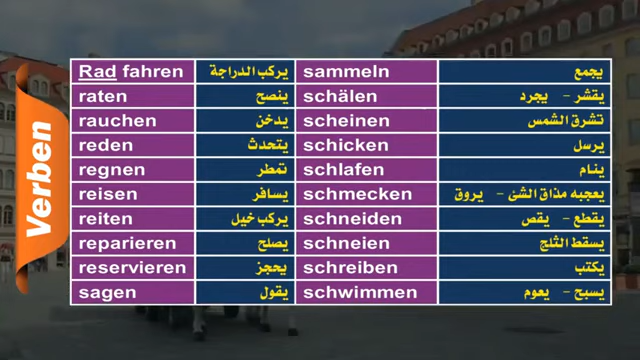 Verben
Rad fahren يركب الدراجة sammeln يجمع
raten ينصح schälen يقشر - يجرد
rauchen يدخن scheinen تشرق الشمس
reden يتحدث schicken يرسل
regnen تمطر schlafen ينام
reisen يسافر schmecken يعجبه مذاق الشئ - يروق
reiten يركب خيل schneiden يقطع - يقص
reparieren يصلح schneien يسقط الثلج
reservieren يحجز schreiben يكتب
sagen يقول schwimmen يسبح - يعوم